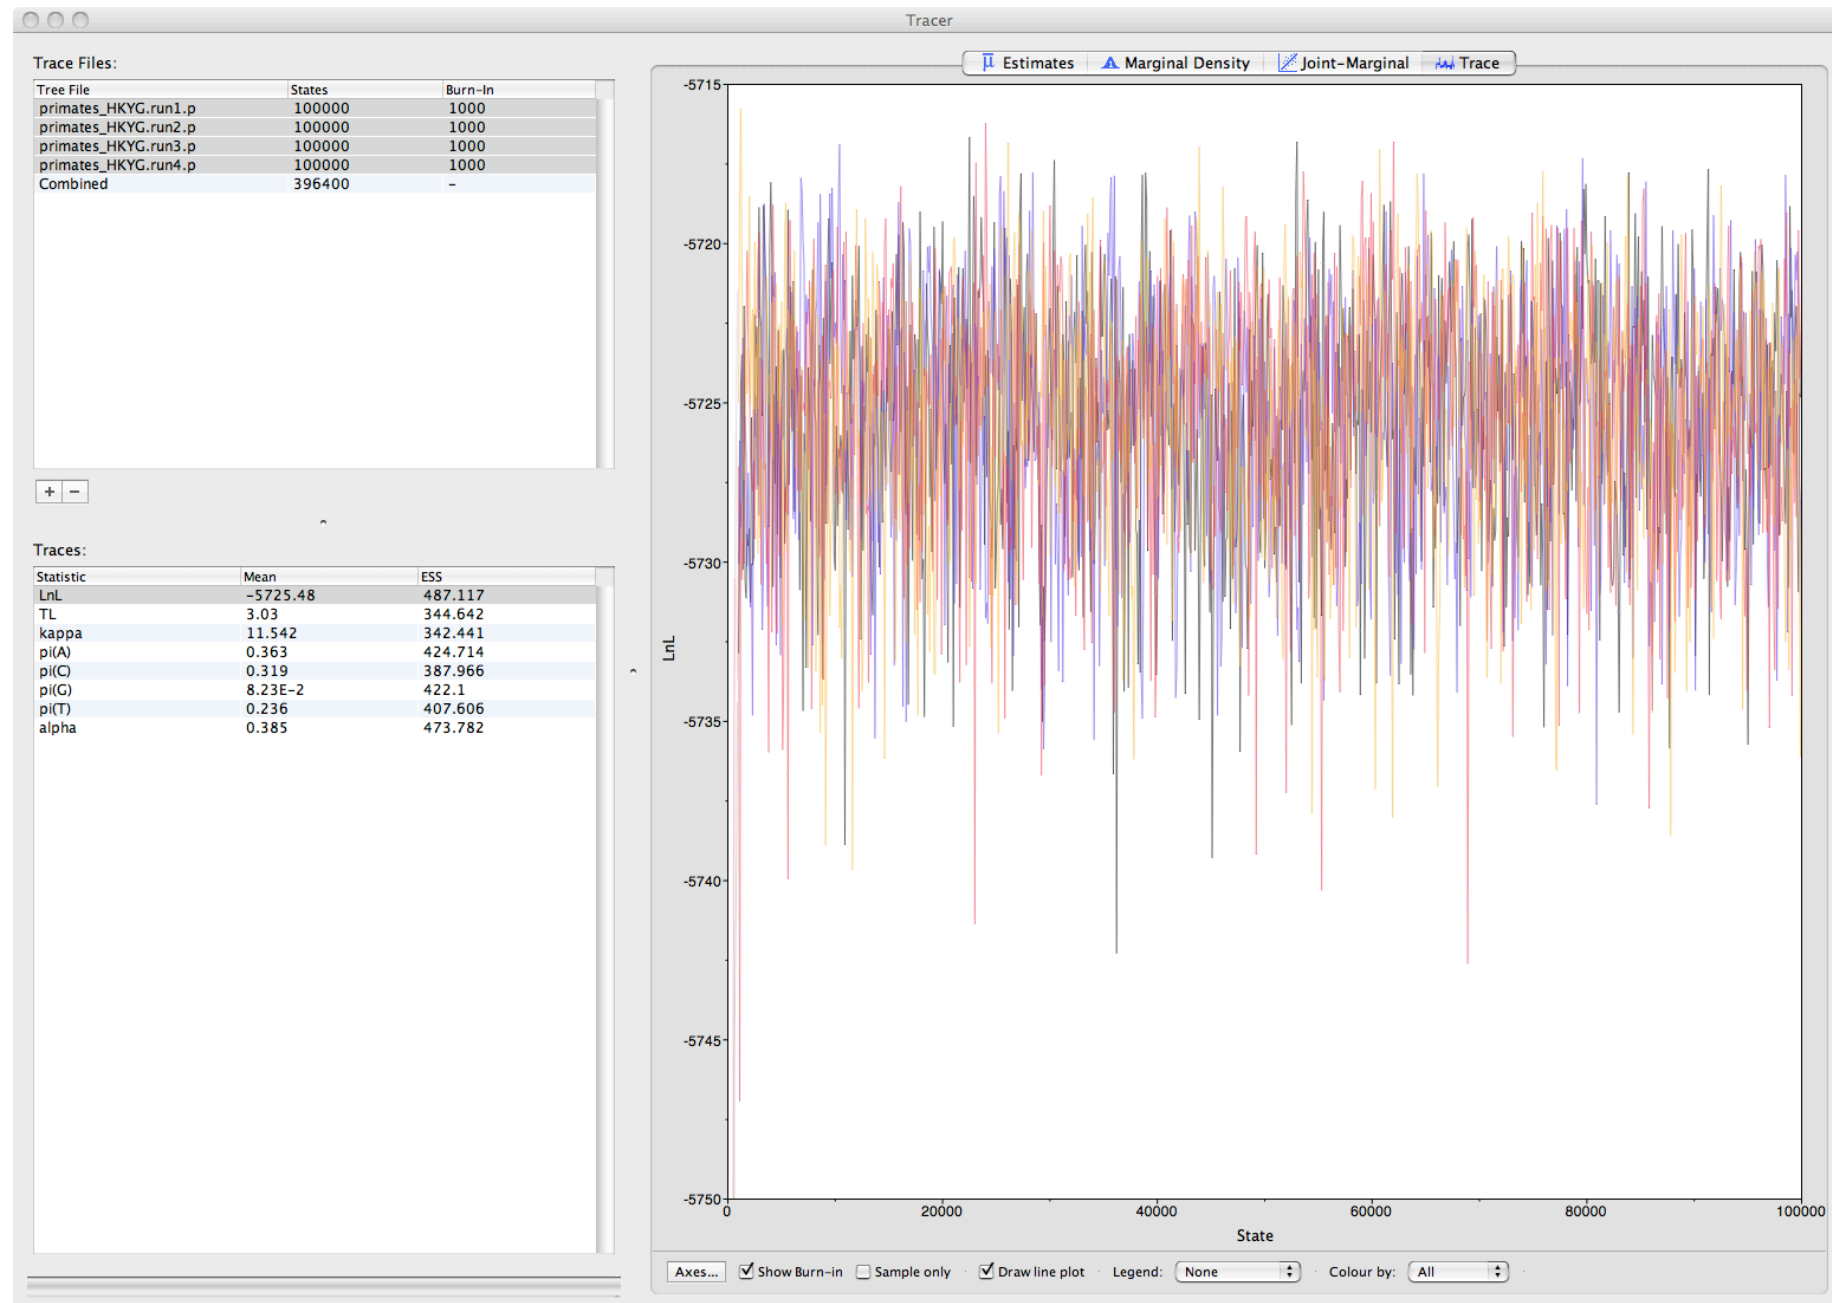 Tracer
Trace Files:
Tree File States Burn-In
primates_HKYG.run1.p 100000 1000
primates_HKYG.run2.p 100000 1000
primates_HKYG.run3.p 100000 1000
primates_HKYG.run4.p 100000 1000
Combined 396400 -
+ -
Traces:
Statistic Mean ESS
LnL -5725.48 487.117
TL 3.03 344.642
kappa 11.542 342.441
pi(A) 0.363 424.714
pi(C) 0.319 387.966
pi(G) 8.23E-2 422.1
pi(T) 0.236 407.606
alpha 0.385 473.782
μ Estimates Marginal Density Joint-Marginal Trace
-5715
-5720
-5725
-5730
-5735
-5740
-5745
-5750
LnL
0 20000 40000 60000 80000 100000
State
Axes... Show Burn-in Sample only Draw line plot Legend: None Colour by: All